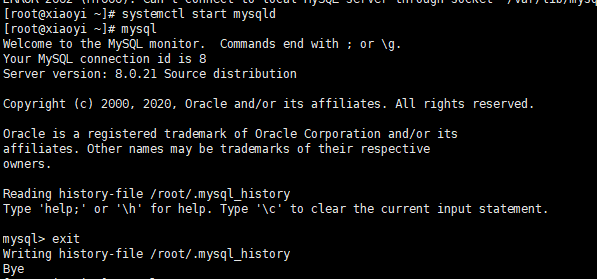 ERROR 2002 (HY000): Can't connect to local MySQL server through socket '/var/lib/mysq
[root@xiaoyi ~]# systemctl start mysqld
[root@xiaoyi ~]# mysql
Welcome to the MySQL monitor.  Commands end with ; or \g.
Your MySQL connection id is 8
Server version: 8.0.21 Source distribution
Copyright (c) 2000, 2020, Oracle and/or its affiliates. All rights reserved.
Oracle is a registered trademark of Oracle Corporation and/or its
affiliates. Other names may be trademarks of their respective
owners.
Reading history-file /root/.mysql_history
Type 'help;' or '\h' for help. Type '\c' to clear the current input statement.
mysql> exit
Writing history-file /root/.mysql_history
Bye